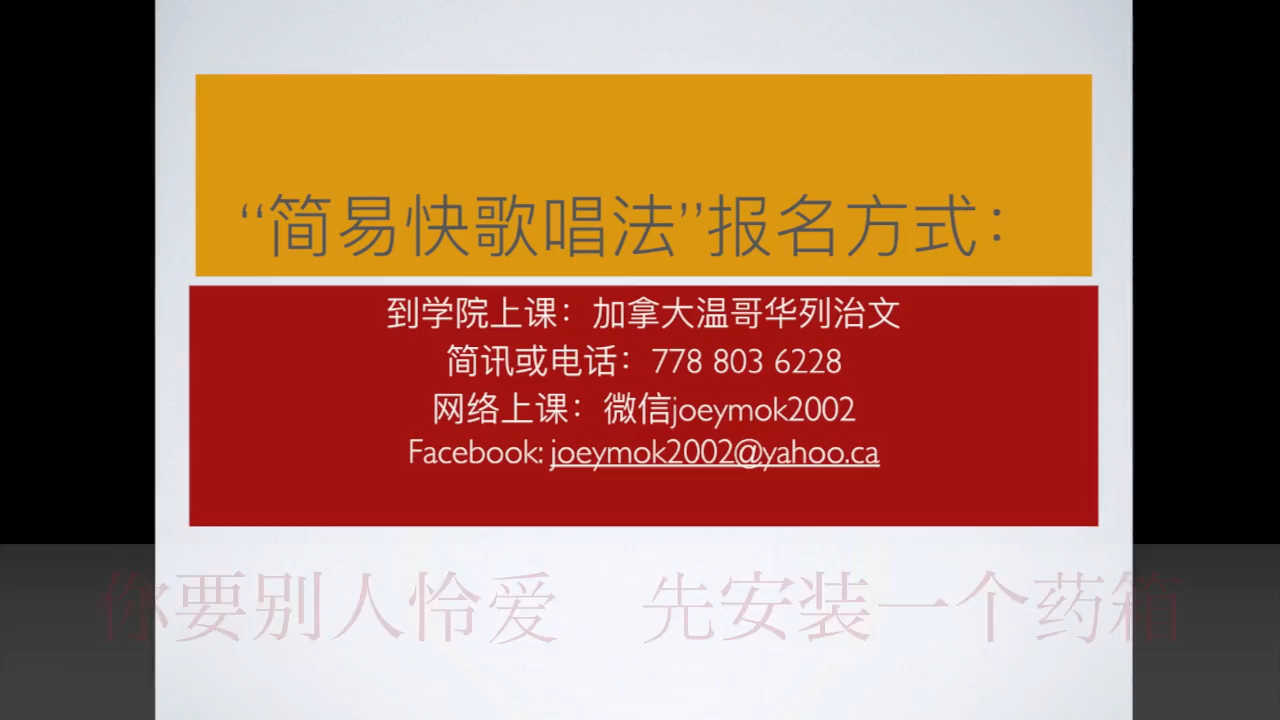 “简易快歌唱法”报名方式：
到学院上课：加拿大温哥华列治文
简讯或电话：778 803 6228
网络上课：微信joeymok2002
Facebook: joeymok2002@yahoo.ca
你要别人怜爱 先安装一个药箱